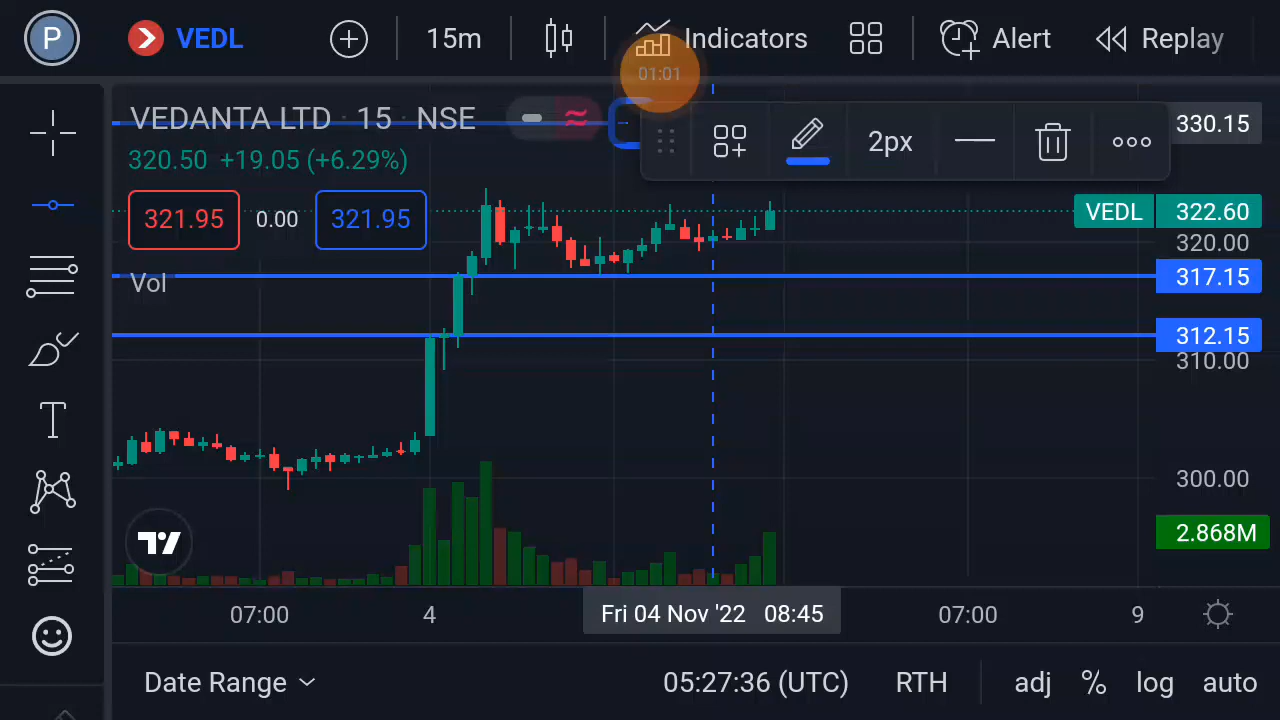 P VEDL 15m Indicators Alert Replay
01:01
VEDANTA LTD · 15 · NSE
2px
330.15
320.50 +19.05 (+6.29%)
321.95 0.00 321.95
VEDL 322.60
320.00
317.15
Vol
312.15
310.00
T
300.00
2.868M
07:00 4 Fri 04 Nov '22 08:45 07:00 9
Date Range 05:27:36 (UTC) RTH adj % log auto